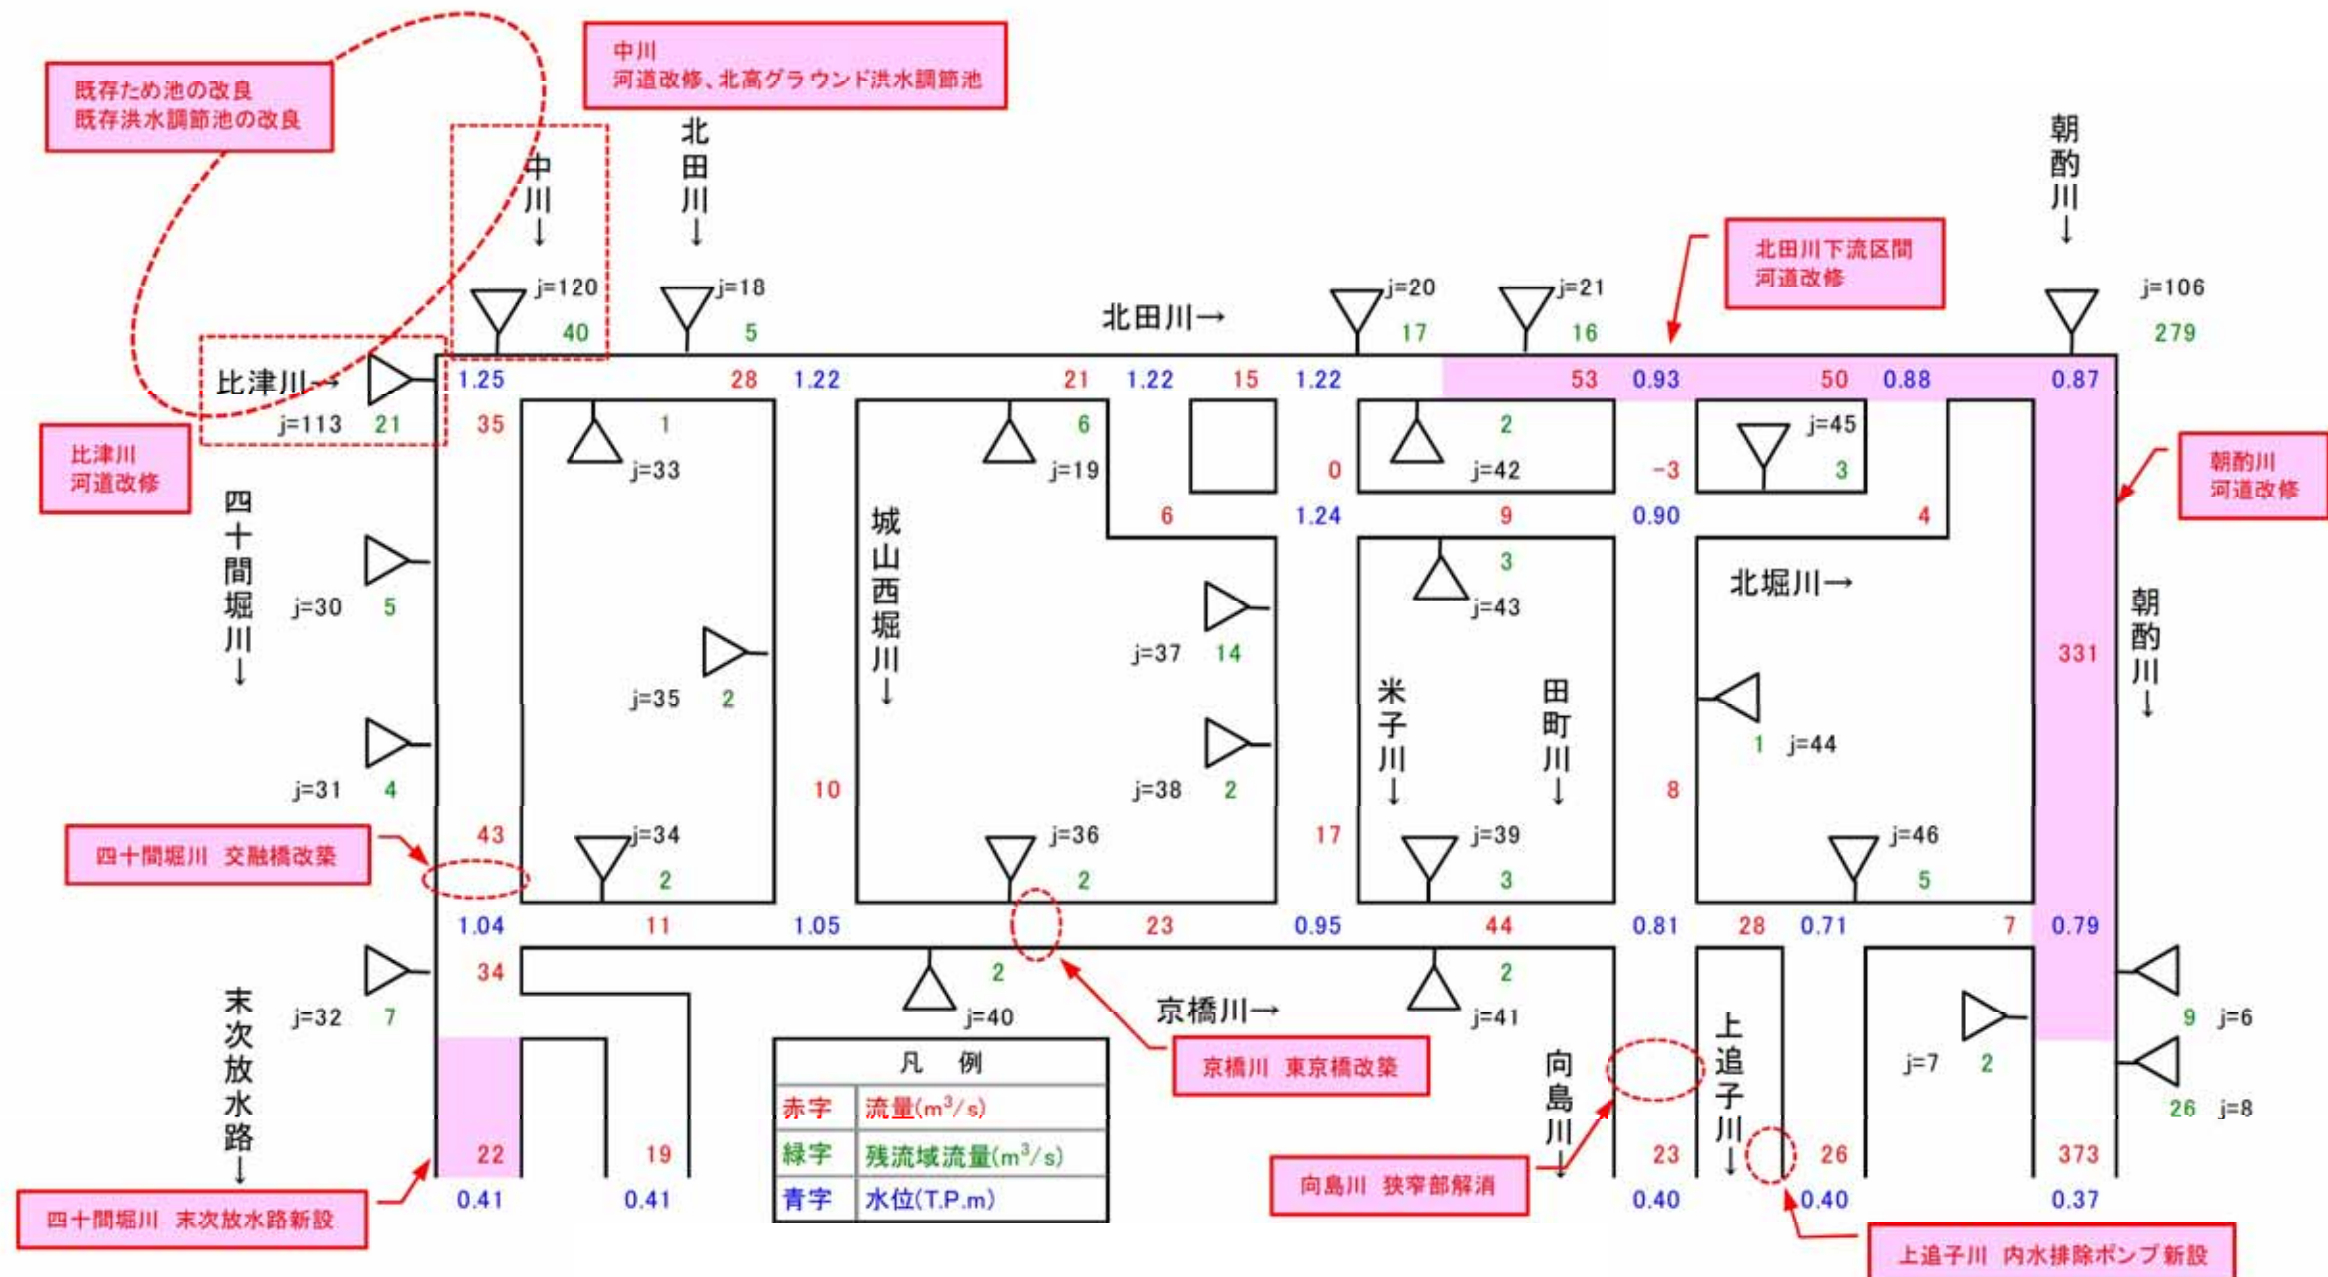 既存ため池の改良
既存洪水調節池の改良
中川
河道改修、北高グラウンド洪水調節池
中川↓
北田川↓
朝酌川↓
北田川下流区間
河道改修
j=120
40
j=18
5
北田川→
j=20
17
j=21
16
j=106
279
比津川→
j=113
21
1.25
28
1.22
21
1.22
15
1.22
53
0.93
50
0.88
0.87
35
1
j=33
6
j=19
0
2
j=42
-3
j=45
3
比津川
河道改修
朝酌川
河道改修
四十間堀川↓
城山西堀川↓
6
1.24
9
0.90
4
j=30
5
3
j=43
北堀川→
朝酌川↓
j=35
2
j=37
14
米子川↓
田町川↓
331
1
j=44
j=31
4
10
j=38
2
8
四十間堀川 交融橋改築
43
j=34
2
j=36
2
17
j=39
3
j=46
5
1.04
11
1.05
23
0.95
44
0.81
28
0.71
7
0.79
34
j=32
7
2
j=40
京橋川→
2
j=41
9
j=6
j=7
2
26
j=8
末次放水路↓
向島川↓
上追子川↓
京橋川 東京橋改築
凡 例
赤字 流量(m³/s)
緑字 残流域流量(m³/s)
青字 水位(T.P.m)
22
19
23
26
373
0.41
0.41
0.40
0.40
0.37
向島川 狭窄部解消
四十間堀川 末次放水路新設
上追子川 内水排除ポンプ新設